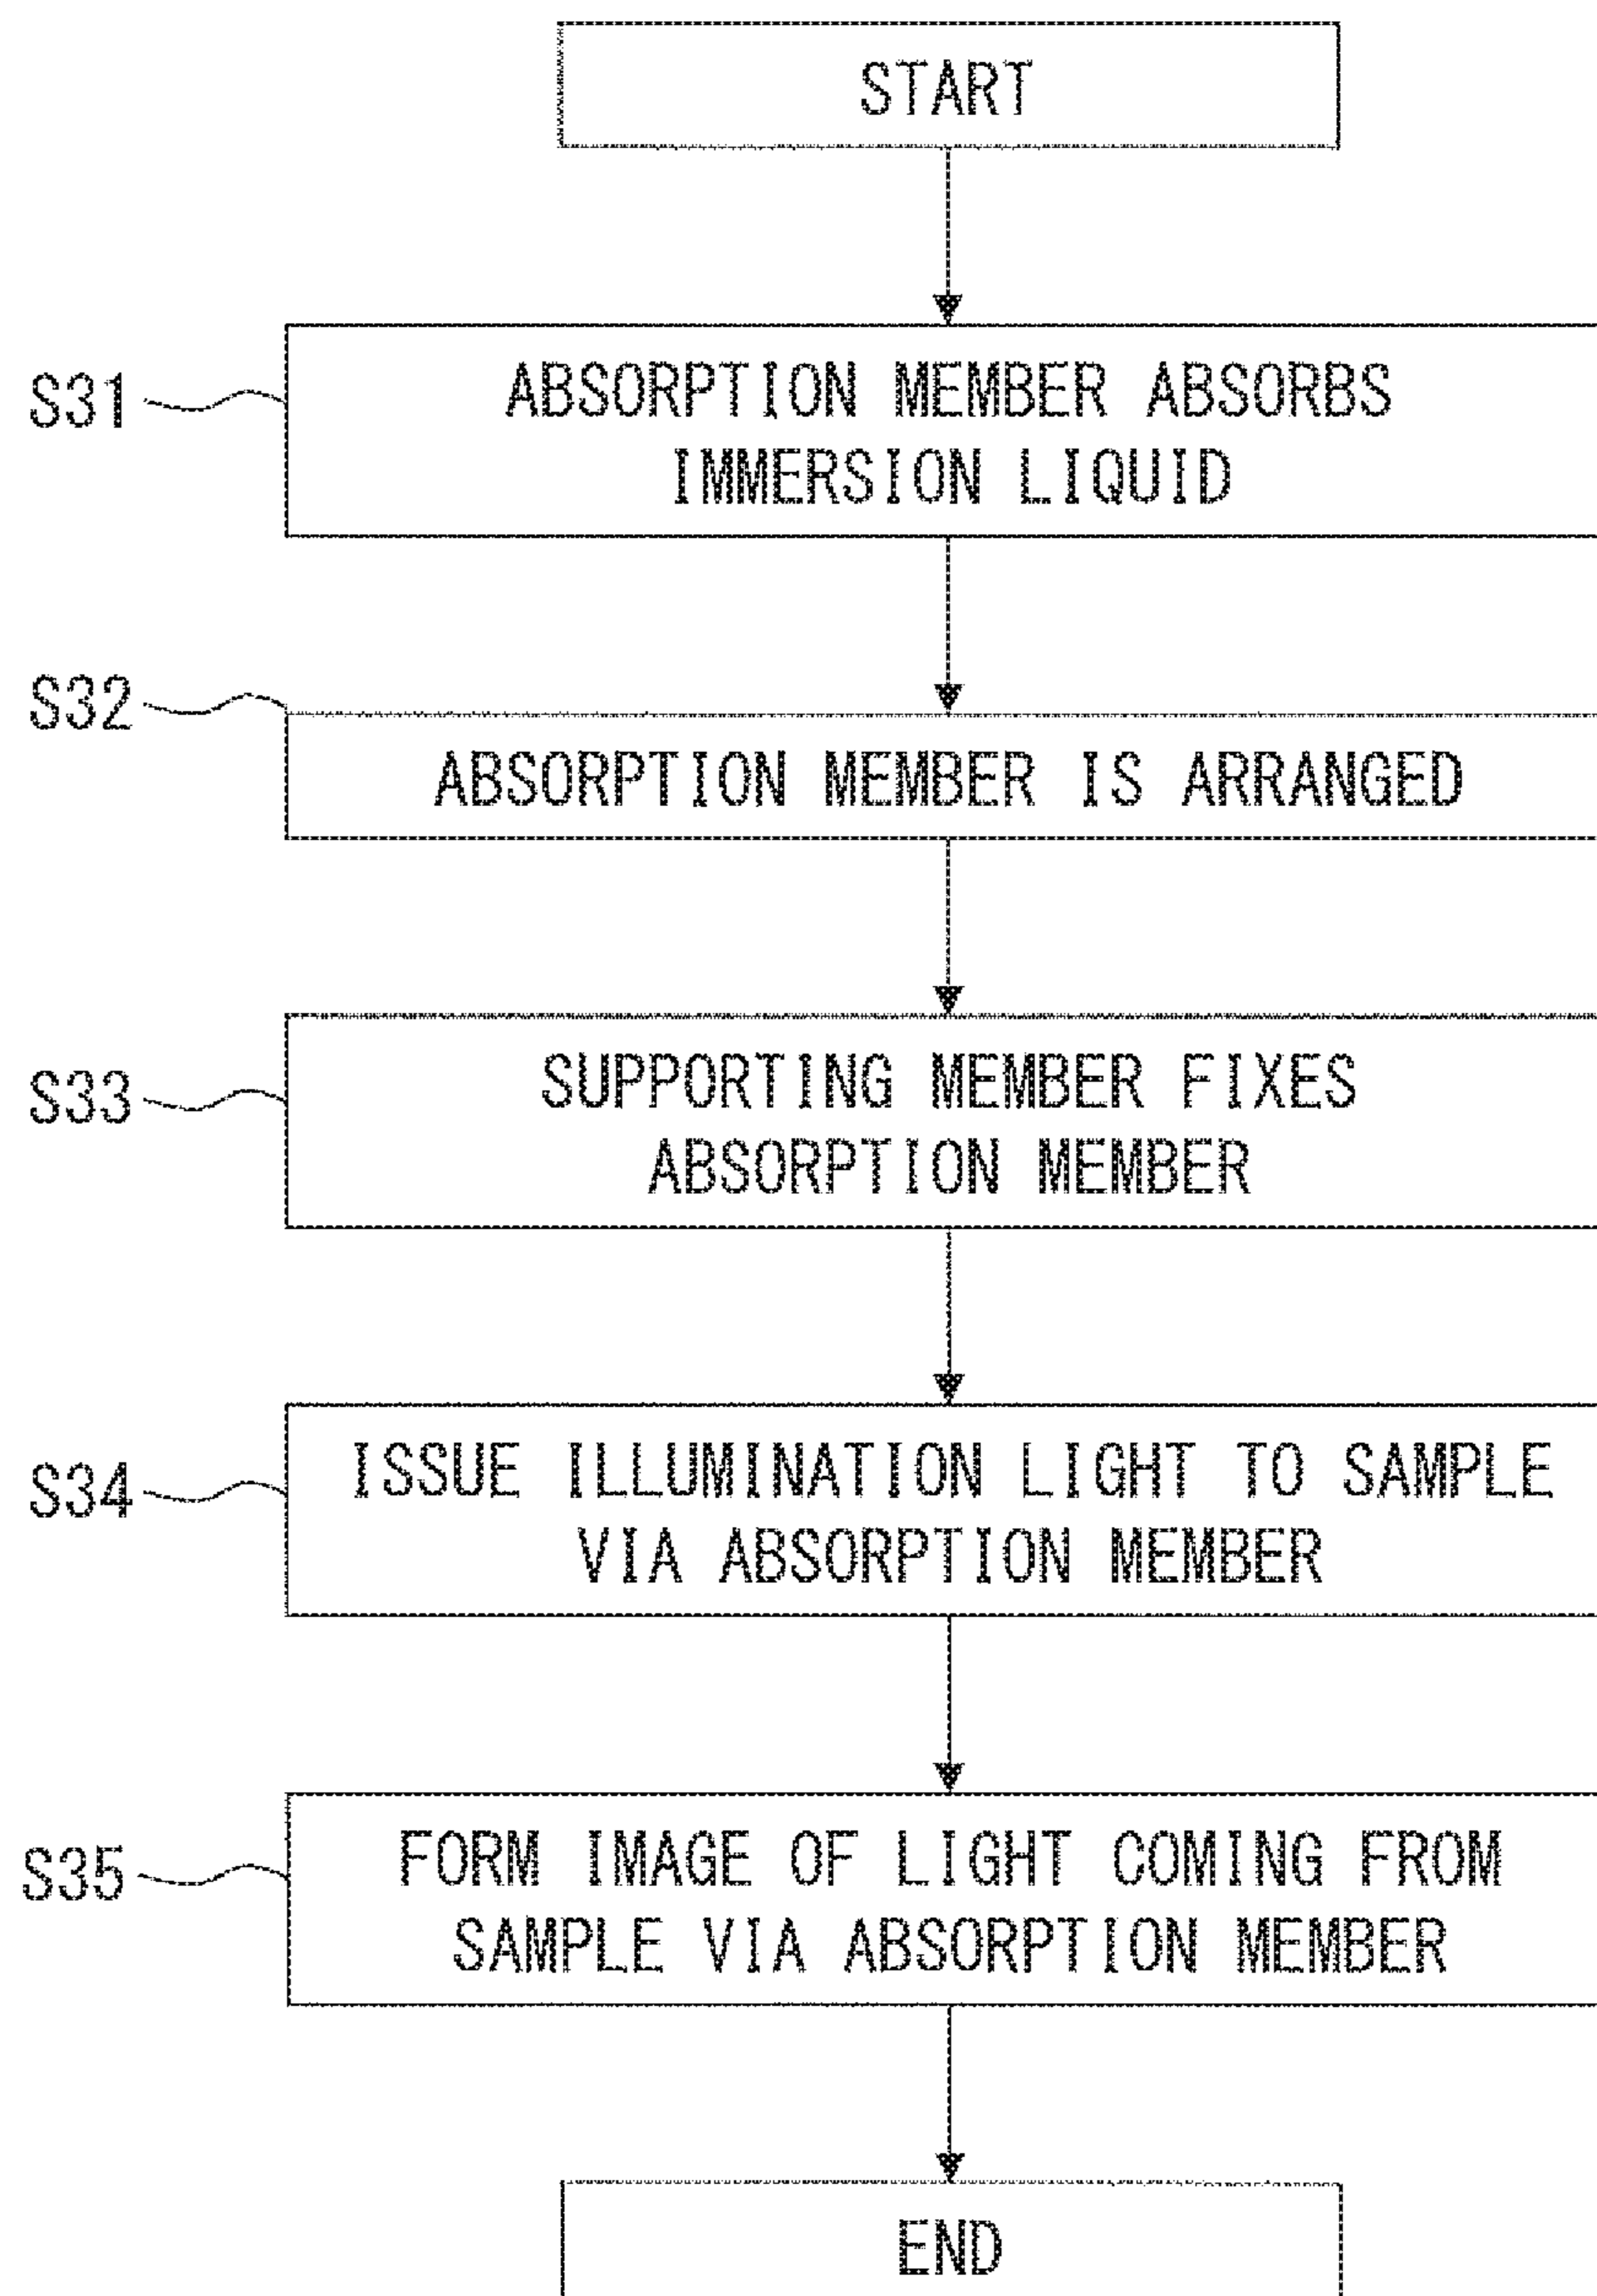 START
S31
ABSORPTION MEMBER ABSORBS
IMMERSION LIQUID
S32
ABSORPTION MEMBER IS ARRANGED
S33
SUPPORTING MEMBER FIXES
ABSORPTION MEMBER
S34
ISSUE ILLUMINATION LIGHT TO SAMPLE
VIA ABSORPTION MEMBER
S35
FORM IMAGE OF LIGHT COMING FROM
SAMPLE VIA ABSORPTION MEMBER
END